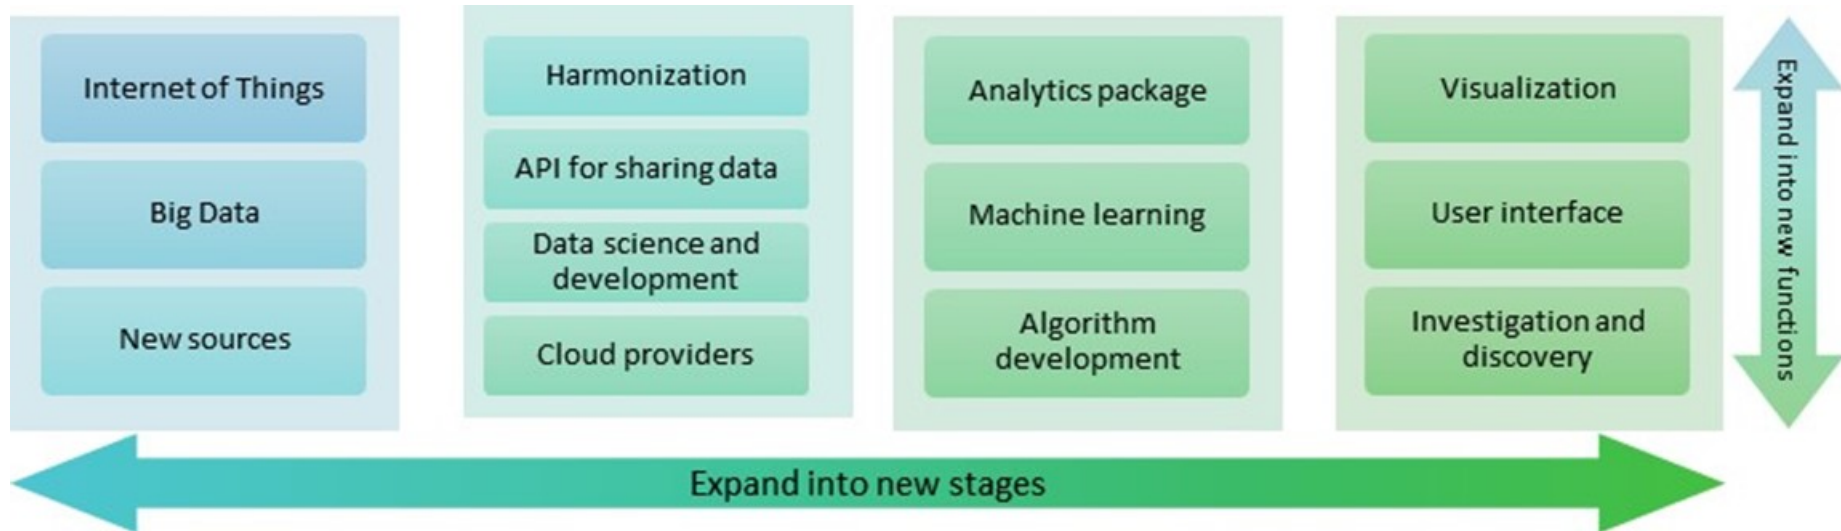 Internet of Things
Big Data
New sources
Harmonization
API for sharing data
Data science and
development
Cloud providers
Analytics package
Machine learning
Algorithm
development
Visualization
User interface
Investigation and
discovery
Expand into new functions
Expand into new stages